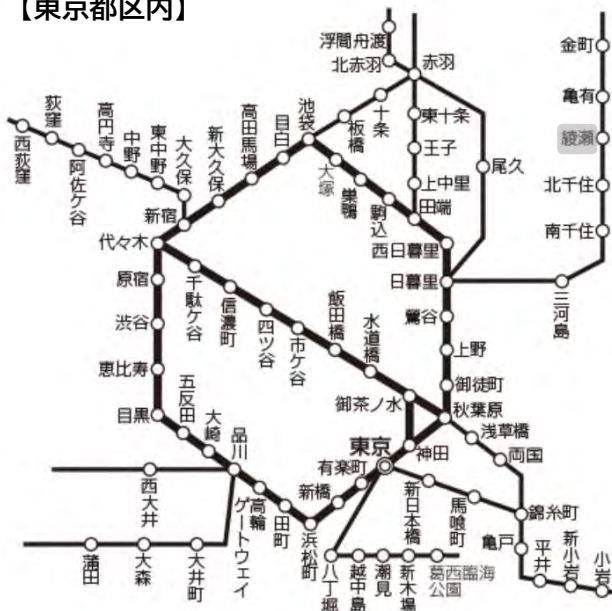 【東京都区内】
浮間舟渡
北赤羽
赤羽
金町
亀有
綾瀬
北千住
南千住
三河島
十条
板橋
池袋
東十条
王子
上中里
田端
尾久
目白
高田馬場
新大久保
大久保
東中野
中野
高円寺
阿佐ケ谷
荻窪
西荻窪
大塚
巣鴨
駒込
西日暮里
日暮里
鶯谷
上野
御徒町
秋葉原
新宿
代々木
原宿
渋谷
恵比寿
目黒
五反田
大崎
品川
千駄ケ谷
信濃町
四ツ谷
市ケ谷
飯田橋
水道橋
御茶ノ水
神田
東京
有楽町
新橋
浜松町
田町
高輪
ゲートウェイ
浅草橋
両国
錦糸町
亀戸
平井
新小岩
小岩
新日本橋
馬喰町
西大井
蒲田
大森
大井町
八丁堀
越中島
潮見
新木場
葛西臨海
公園